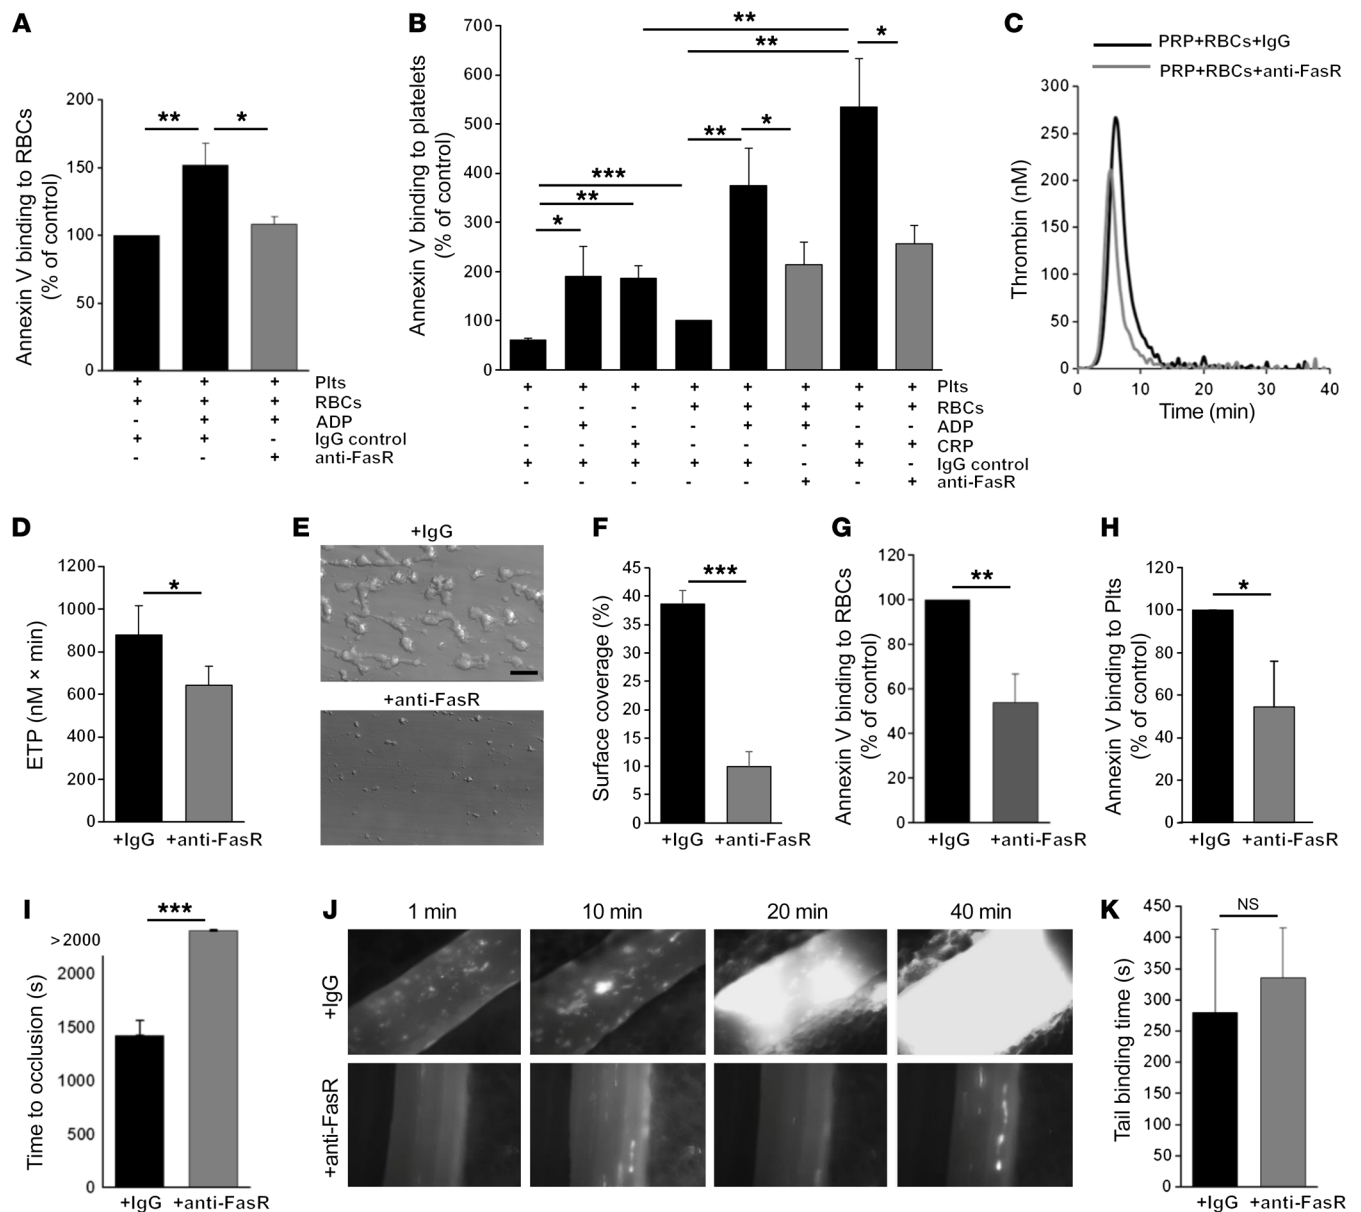 A
Annexin V binding to RBCs
(% of control)
200
150
100
50
0
** *
+ + + Plts
+ + + RBCs
- + + ADP
+ + - IgG control
- - + anti-FasR
B
Annexin V binding to platelets
(% of control)
700
600
500
400
300
200
100
0
**
** *
*** ** *
**
*
+ + + + + + + + Plts
- - - + + + + + RBCs
- + - - + + - - ADP
- - + - - - + + CRP
+ + + + + - + - IgG control
- - - - - + - + anti-FasR
C
PRP+RBCs+IgG
PRP+RBCs+anti-FasR
Thrombin (nM)
300
250
200
150
100
50
0
0 10 20 30 40
Time (min)
D
ETP (nM × min)
1200
1000
800
600
400
200
0
*
+IgG +anti-FasR
E
+IgG
+anti-FasR
F
Surface coverage (%)
45
40
35
30
25
20
15
10
5
0
***
+IgG +anti-FasR
G
Annexin V binding to RBCs
(% of control)
120
100
80
60
40
20
0
**
+IgG +anti-FasR
H
Annexin V binding to Plts
(% of control)
120
100
80
60
40
20
0
*
+IgG +anti-FasR
I
Time to occlusion (s)
>2000
2000
1500
1000
500
0
***
+IgG +anti-FasR
J
1 min 10 min 20 min 40 min
+IgG
+anti-FasR
K
Tail binding time (s)
450
400
350
300
250
200
150
100
50
0
NS
+IgG +anti-FasR